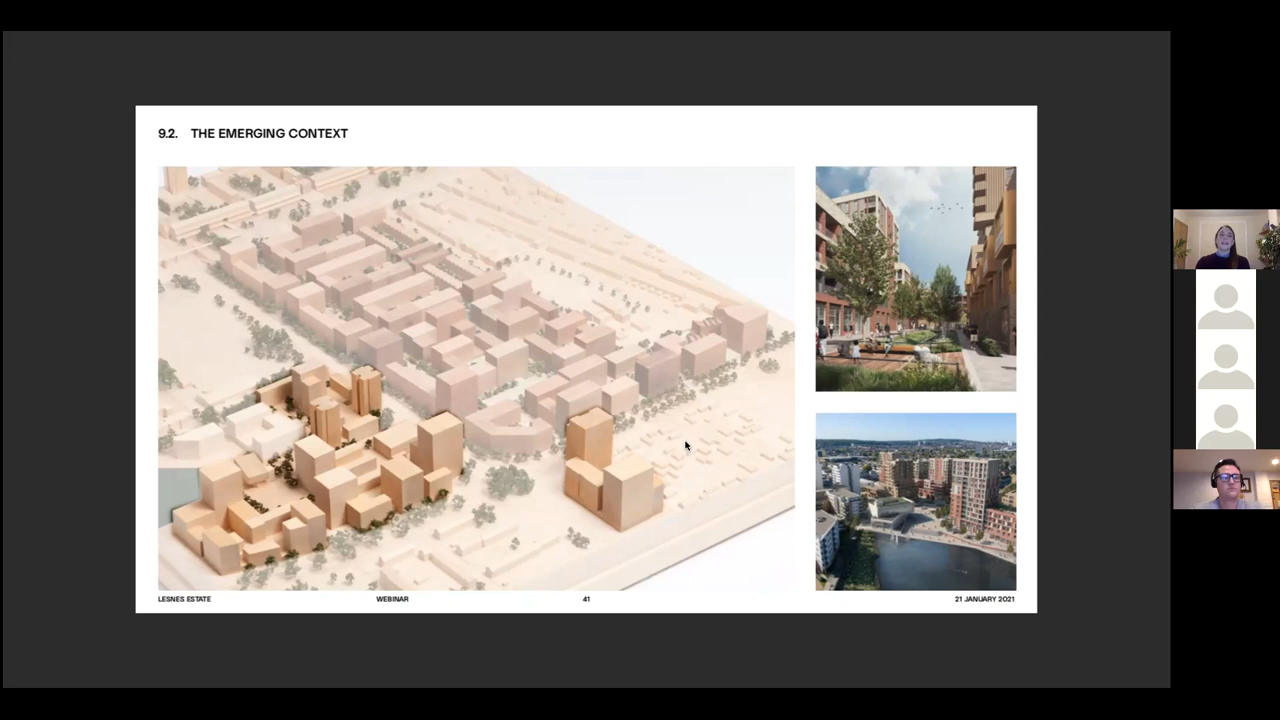 9.2. THE EMERGING CONTEXT
LESNES ESTATE WEBINAR 41 21 JANUARY 2021